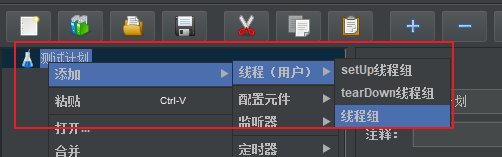 测试计划
添加
线程（用户）
setUp线程组
粘贴 Ctrl-V
配置元件
tearDown线程组
打开...
监听器
线程组
合并
定时器
注释：